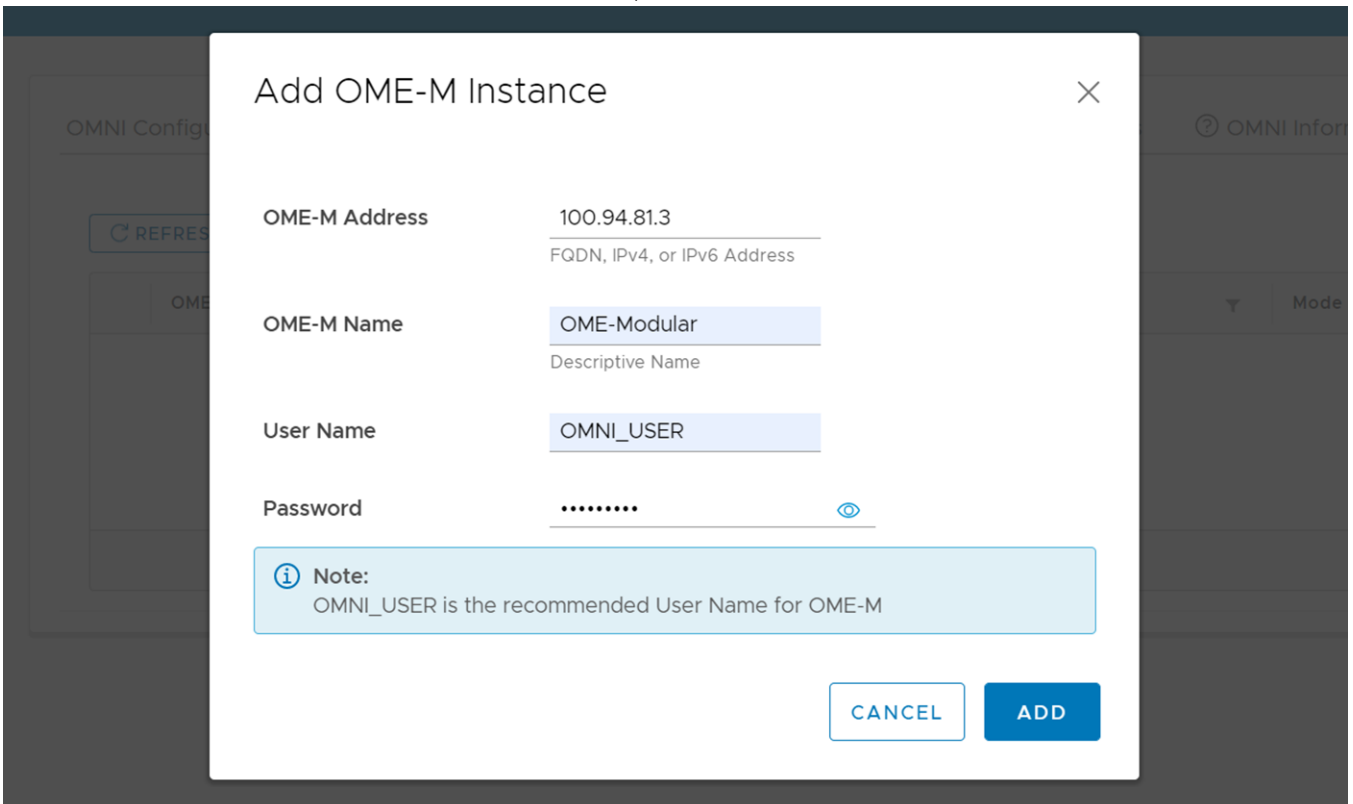 Add OME-M Instance
OMNI Configu
OMNI Infor
REFRES
OME-M Address
100.94.81.3
FQDN, IPv4, or IPv6 Address
OME
Mode
OME-M Name
OME-Modular
Descriptive Name
User Name
OMNI_USER
Password
•••••••••
Note:
OMNI_USER is the recommended User Name for OME-M
CANCEL
ADD